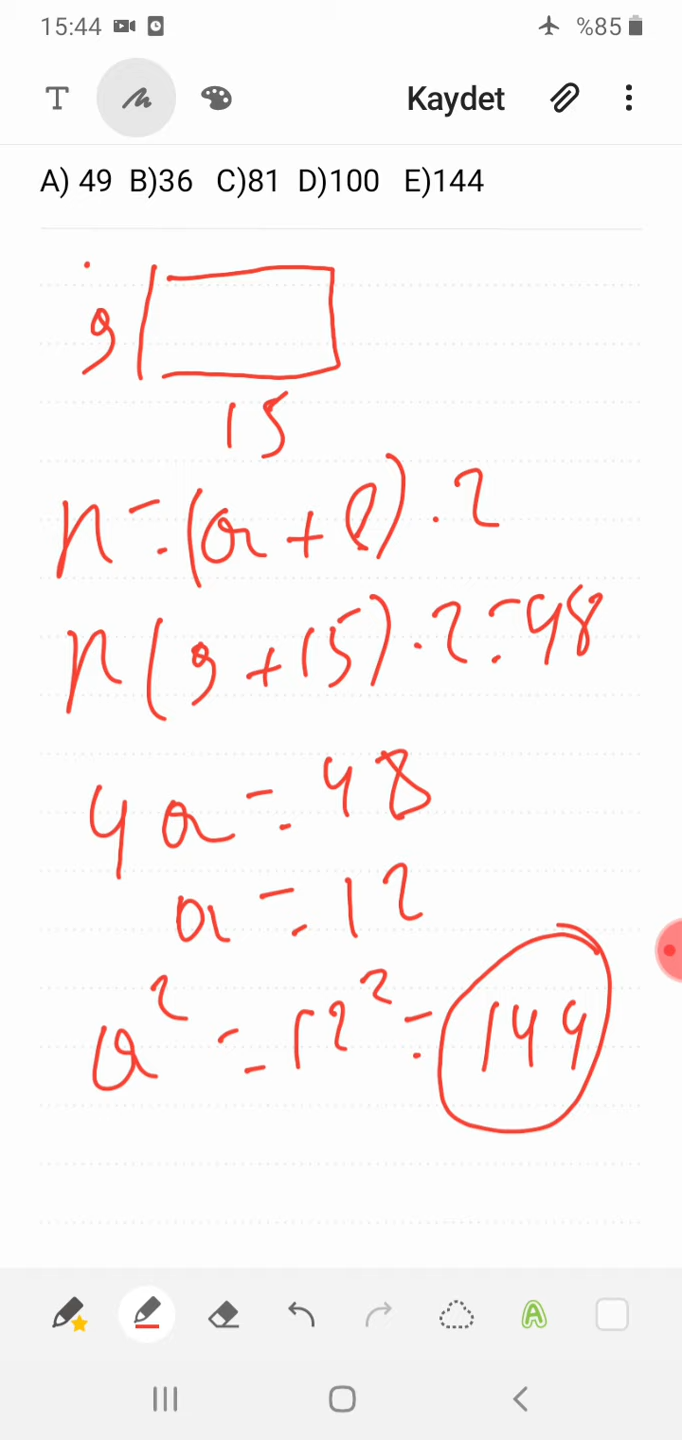 15:44 %85
T Kaydet
A) 49 B)36 C)81 D)100 E)144
9
15
n=(a+b).2
n(9+15).2=48
4a=48
a=12
a²=12²=144
A